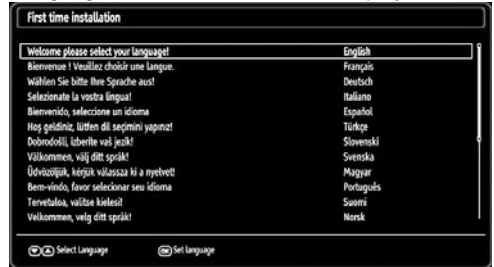 First time installation
Welcome please select your language! English
Bienvenue ! Veuillez choisir une langue. Français
Wählen Sie bitte Ihre Sprache aus! Deutsch
Selezionate la vostra lingua! Italiano
Bienvenido, seleccione un idioma Español
Hoş geldiniz, lütfen dil seçimini yapınız! Türkçe
Dobrodošli, izberite vaš jezik! Slovenski
Välkommen, välj ditt språk! Svenska
Üdvözöljük, kérjük válassza ki a nyelvet! Magyar
Bem-vindo, favor selecionar seu idioma Português
Tervetuloa, valitse kielesi! Suomi
Velkommen, velg ditt språk! Norsk
Select Language OK Set language